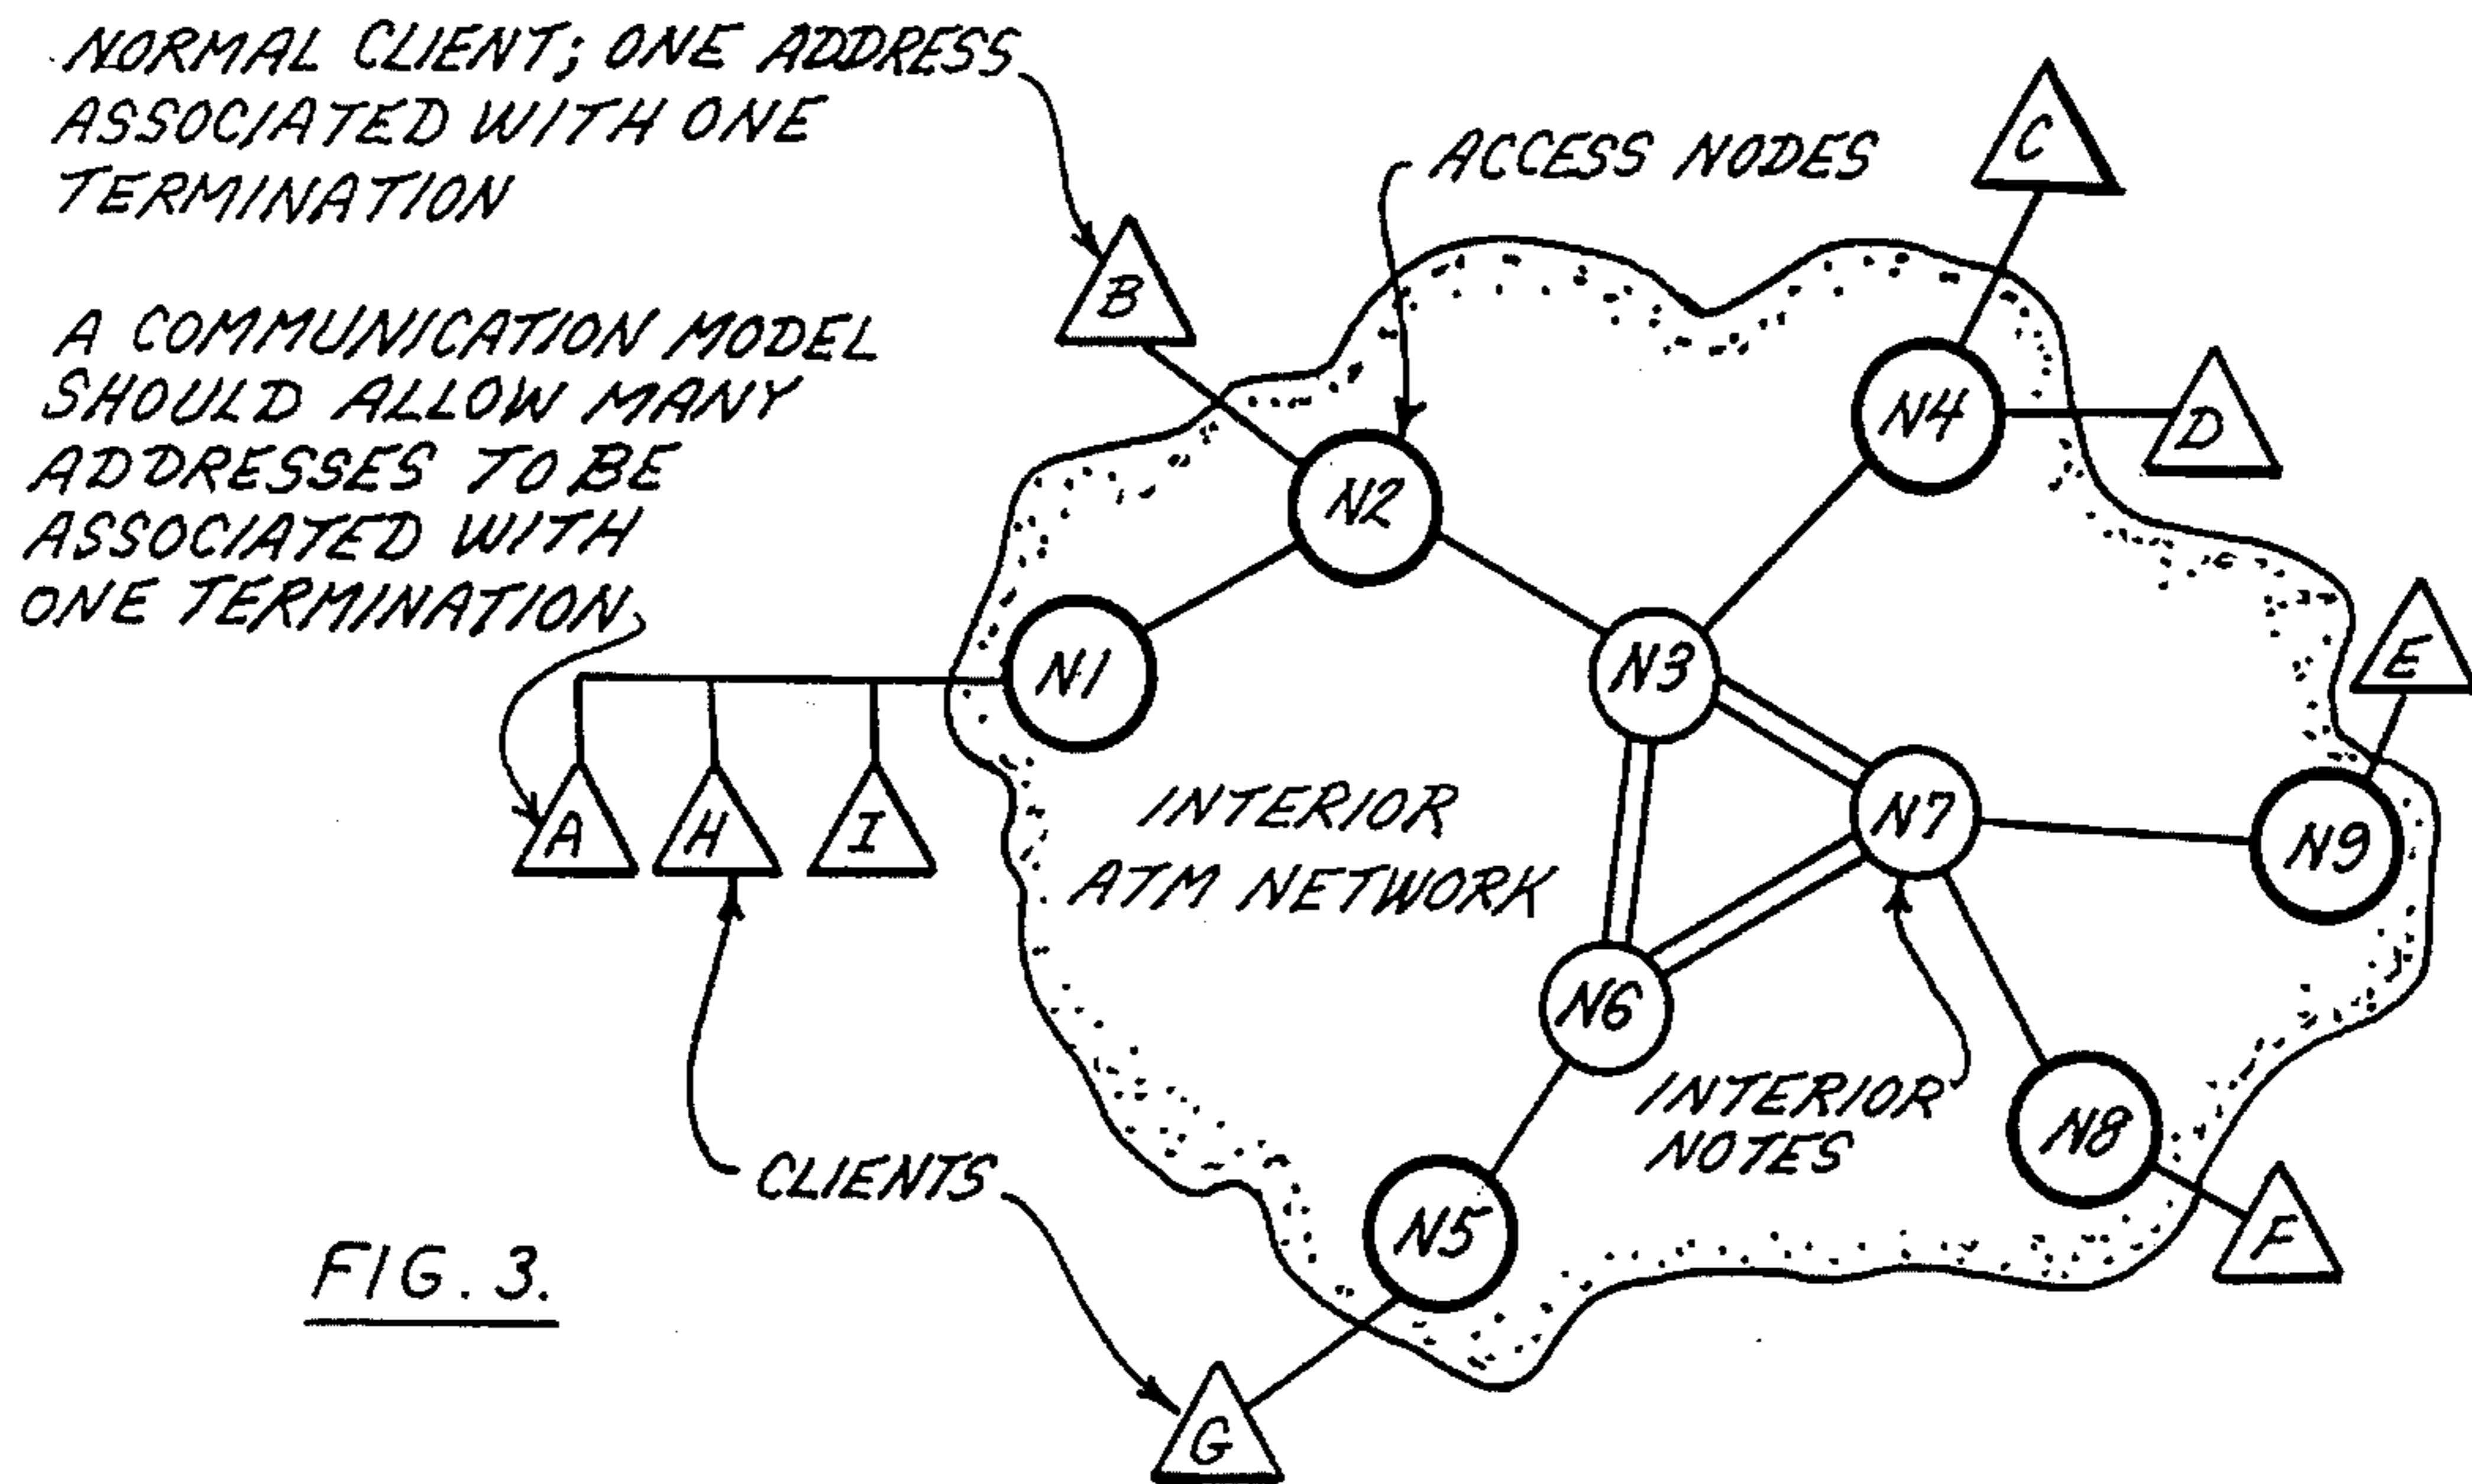 NORMAL CLIENT; ONE ADDRESS
ASSOCIATED WITH ONE
TERMINATION
A COMMUNICATION MODEL
SHOULD ALLOW MANY
ADDRESSES TO BE
ASSOCIATED WITH
ONE TERMINATION
ACCESS NODES
C
B
N4
D
N2
E
N1
N3
A
H
I
INTERIOR
ATM NETWORK
N7
N9
N6
INTERIOR
NOTES
N8
CLIENTS
N5
F
G
FIG. 3.